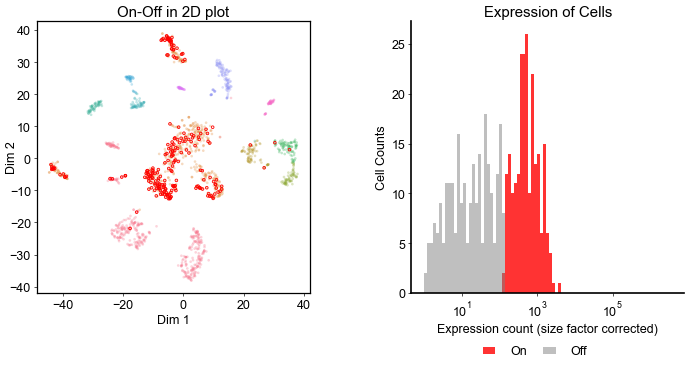 On-Off in 2D plot
40
30
20
10
0
−10
−20
−30
−40
Dim 2
−40 −20 0 20 40
Dim 1
Expression of Cells
25
20
15
10
5
0
Cell Counts
10¹ 10³ 10⁵
Expression count (size factor corrected)
On Off